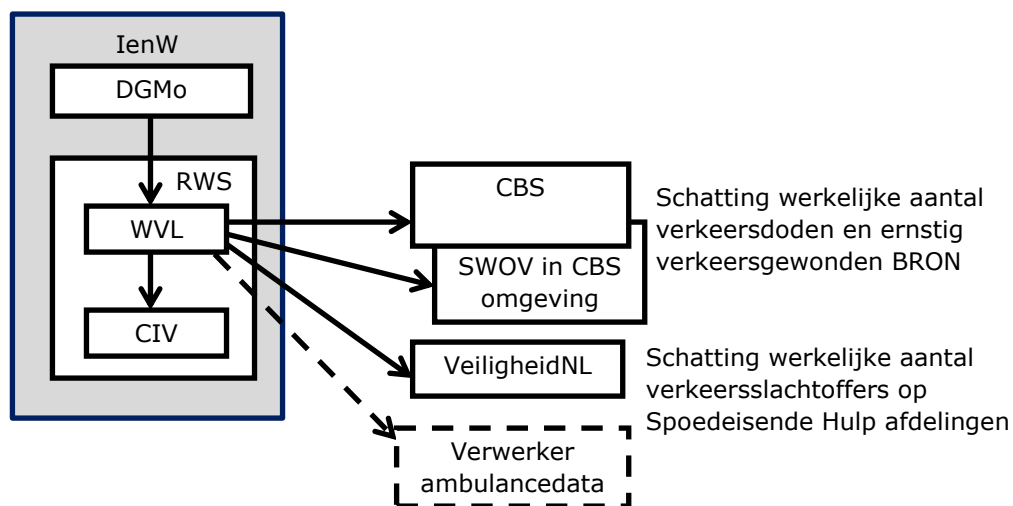 IenW
DGMo
RWS
WVL
CIV
CBS
SWOV in CBS
omgeving
Schatting werkelijke aantal
verkeersdoden en ernstig
verkeersgewonden BRON
VeiligheidNL
Schatting werkelijke aantal
verkeersslachtoffers op
Spoedeisende Hulp afdelingen
Verwerker
ambulancedata